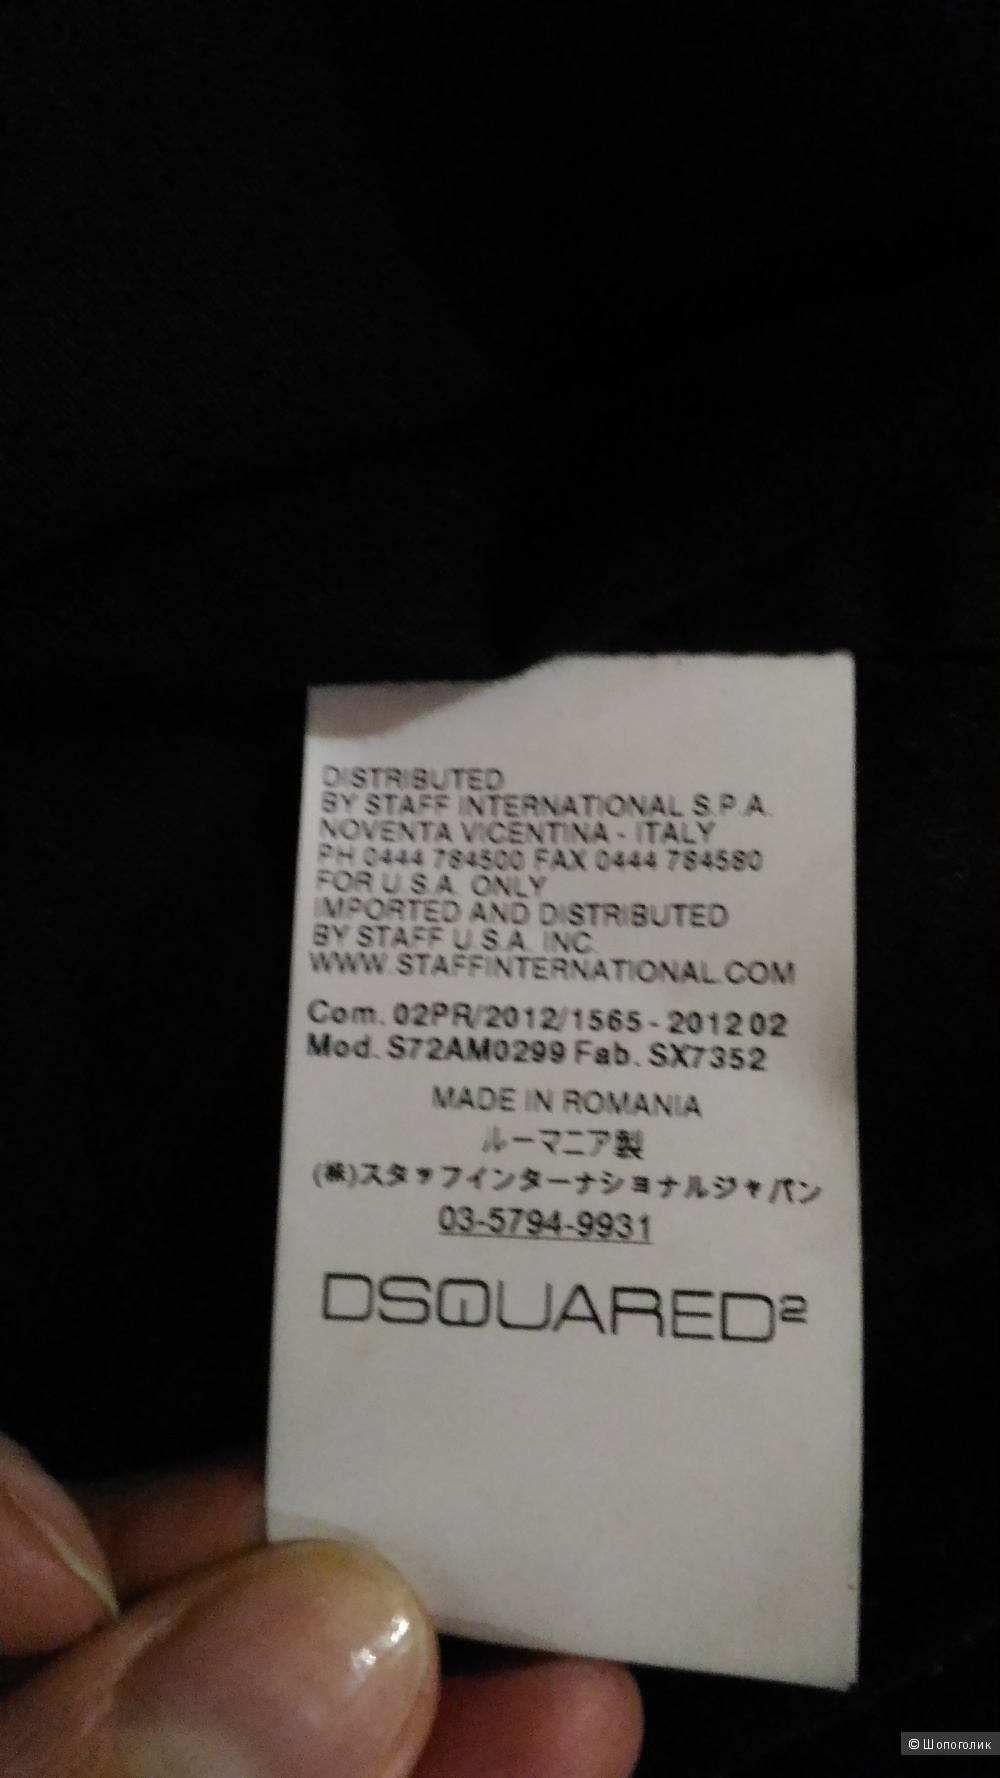 DISTRIBUTED
BY STAFF INTERNATIONAL S.P.A.
NOVENTA VICENTINA - ITALY
PH 0444 784500 FAX 0444 784580
FOR U.S.A. ONLY
IMPORTED AND DISTRIBUTED
BY STAFF U.S.A. INC.
WWW.STAFFINTERNATIONAL.COM
Com. 02PR/2012/1565 - 2012 02
Mod. S72AM0299 Fab. SX7352
MADE IN ROMANIA
ルーマニア製
(株)スタッフインターナショナルジャパン
03-5794-9931
DSQUARED2
© Шопоголик